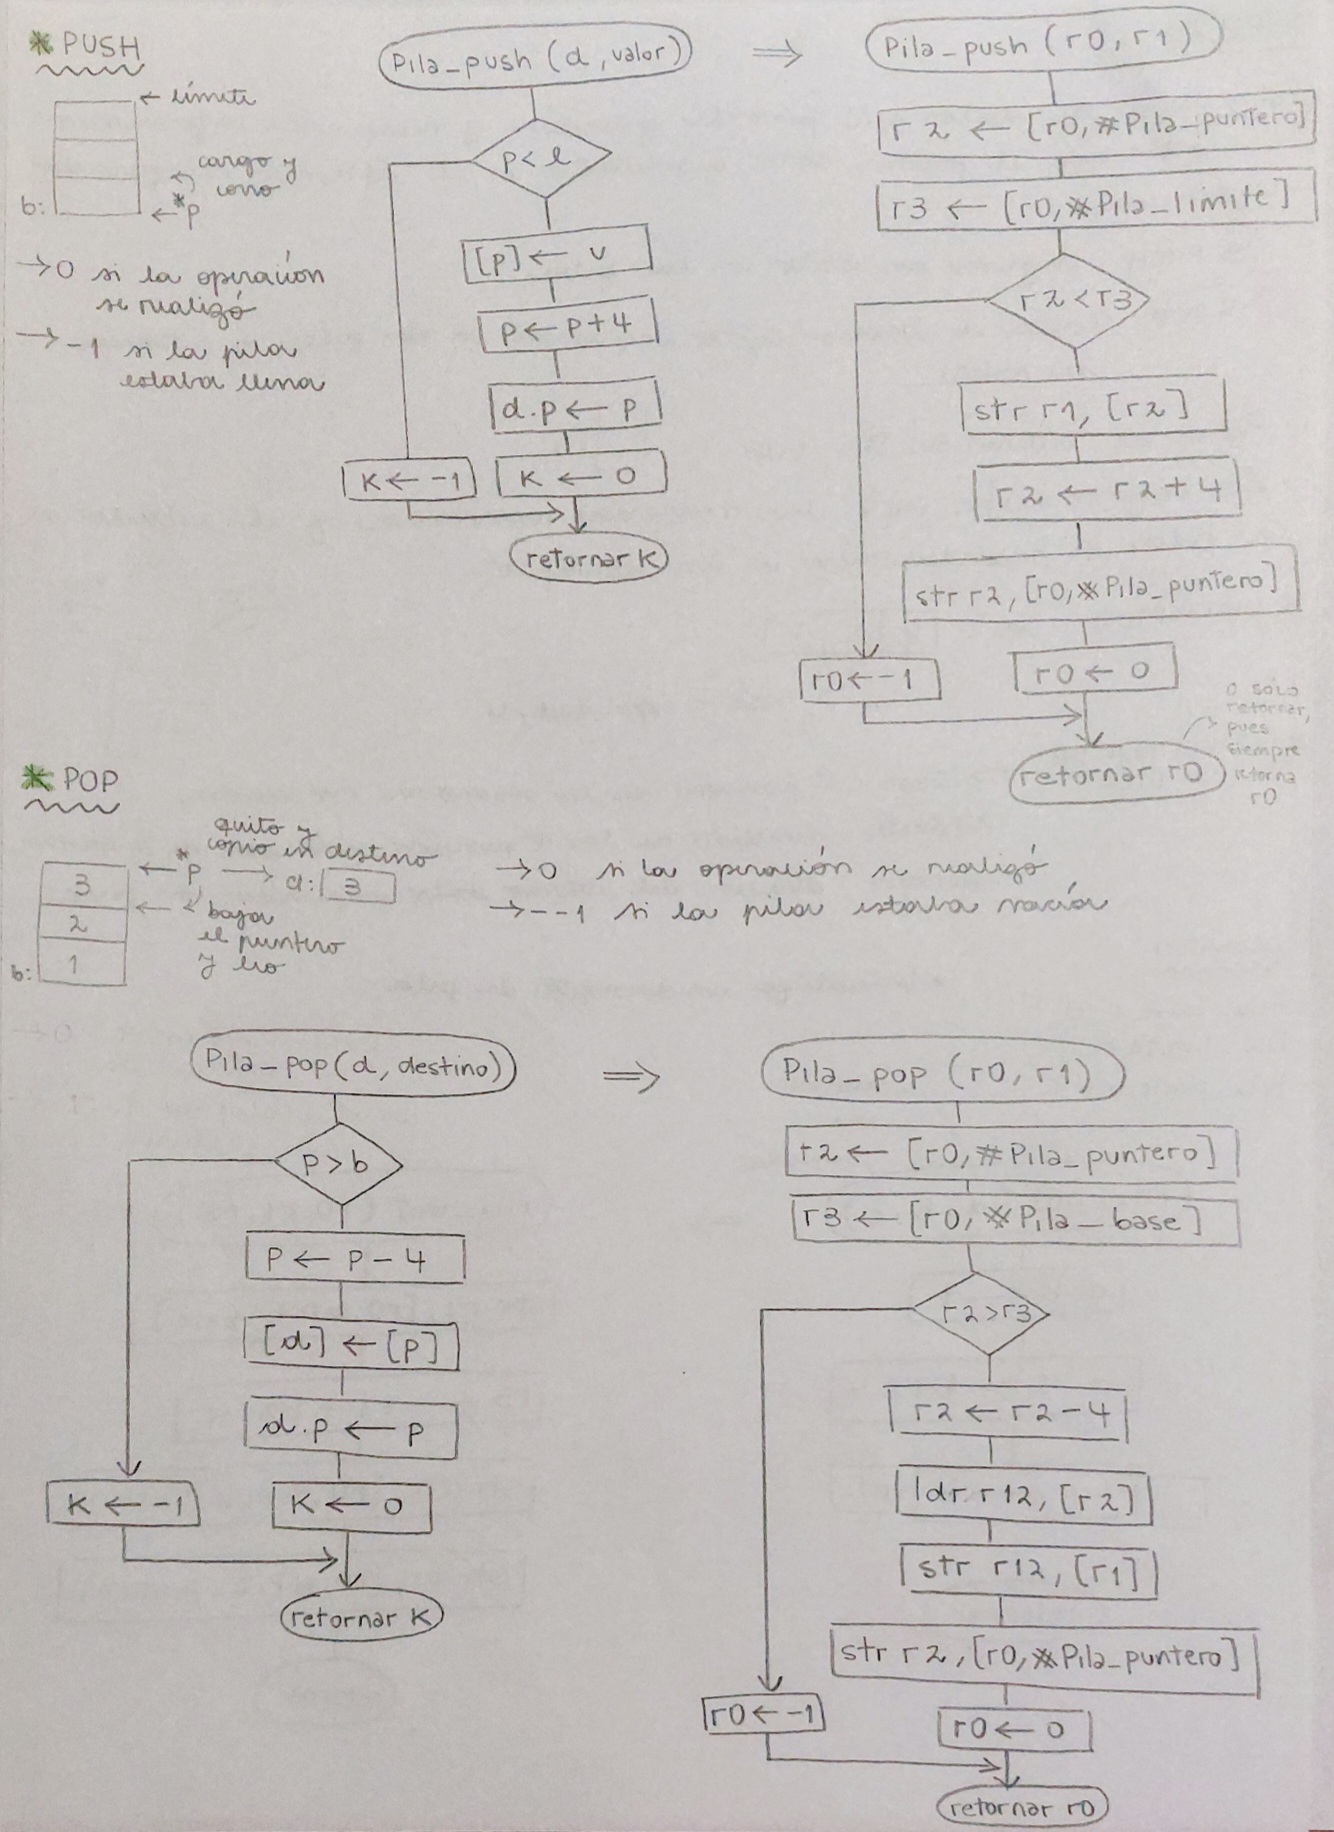 * PUSH
← límite
cargo y
corro
b:
← *p
→ 0 si la operación
se realizó
→ -1 si la pila
estaba llena
Pila_push (d, valor)
p < l
[p] ← v
p ← p+4
d.p ← p
K ← -1
K ← 0
retornar K
⇒
Pila_push (r0, r1)
r2 ← [r0, #Pila_puntero]
r3 ← [r0, #Pila_limite]
r2 < r3
str r1, [r2]
r2 ← r2+4
str r2, [r0, #Pila_puntero]
r0 ← -1
r0 ← 0
retornar r0
o solo
retornar,
pues
siempre
retorna
r0
* POP
quito y
copio en destino
← *p → d: 3
3
2
1
b:
← bajar
el puntero
y leo
→ 0 si la operación se realizó
→ -1 si la pila estaba vacía
Pila_pop(d, destino)
p > b
p ← p - 4
[d] ← [p]
d.p ← p
K ← -1
K ← 0
retornar K
⇒
Pila_pop (r0, r1)
r2 ← [r0, #Pila_puntero]
r3 ← [r0, #Pila_base]
r2 > r3
r2 ← r2 - 4
ldr r12, [r2]
str r12, [r1]
str r2, [r0, #Pila_puntero]
r0 ← -1
r0 ← 0
retornar r0